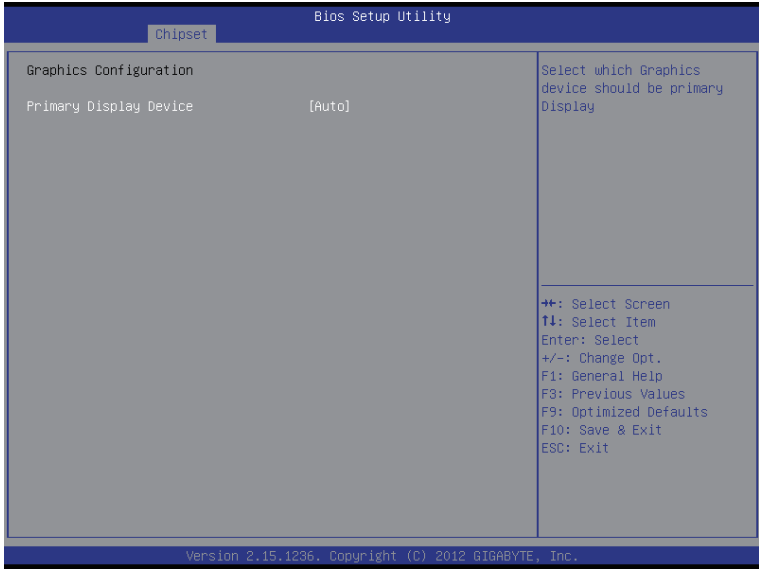 Bios Setup Utility
Chipset
Graphics Configuration
Primary Display Device [Auto]
Select which Graphics
device should be primary
Display
→←: Select Screen
↑↓: Select Item
Enter: Select
+/-: Change Opt.
F1: General Help
F3: Previous Values
F9: Optimized Defaults
F10: Save & Exit
ESC: Exit
Version 2.15.1236. Copyright (C) 2012 GIGABYTE, Inc.